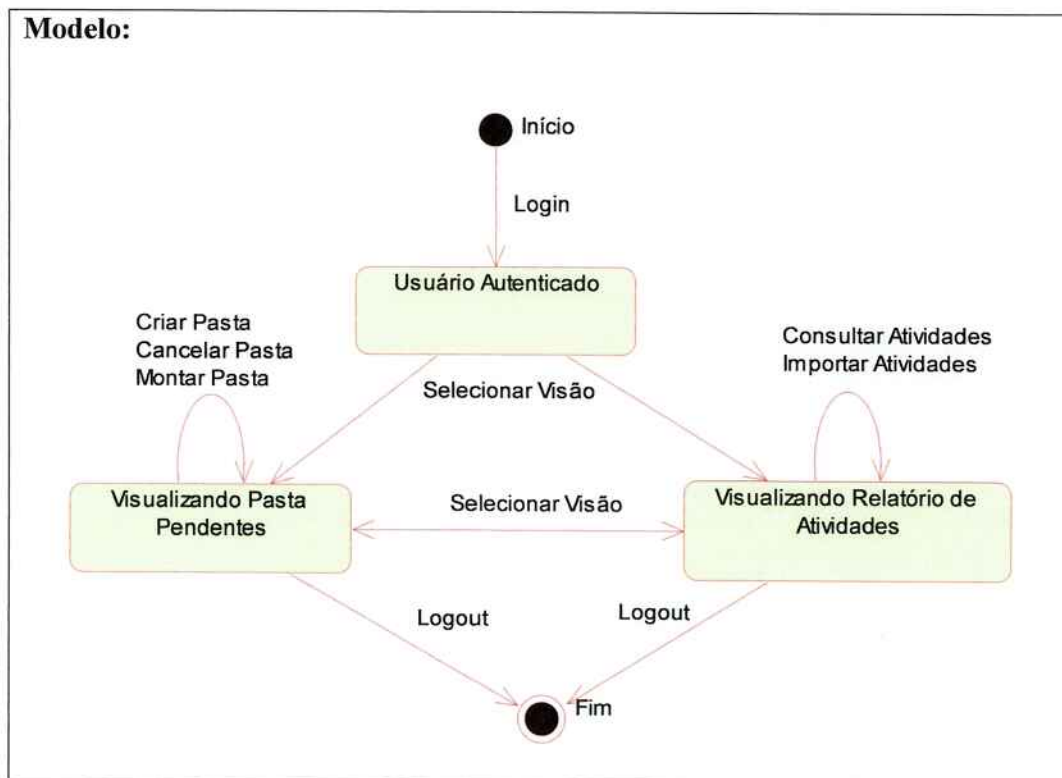 Modelo:
Início
Login
Usuário Autenticado
Criar Pasta
Cancelar Pasta
Montar Pasta
Consultar Atividades
Importar Atividades
Selecionar Visão
Visualizando Pasta
Pendentes
Selecionar Visão
Visualizando Relatório de
Atividades
Logout
Logout
Fim